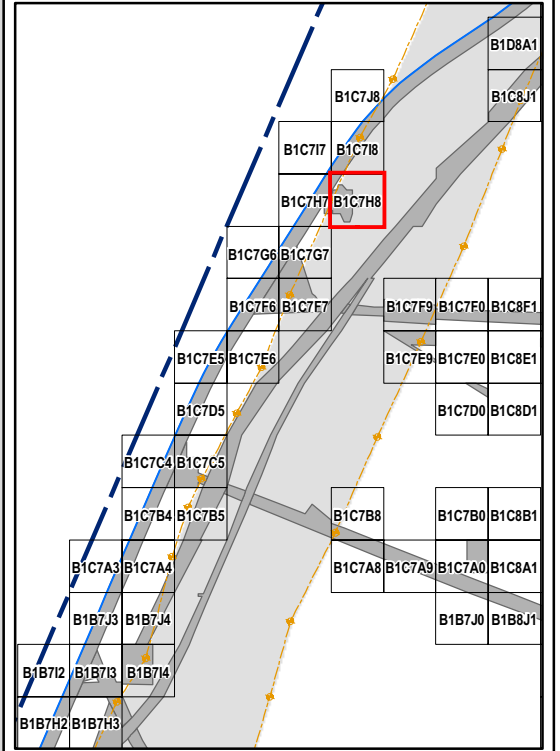 B1D8A1
B1C7J8 B1C8J1
B1C7I7 B1C7I8
B1C7H7 B1C7H8
B1C7G6 B1C7G7
B1C7F6 B1C7F7 B1C7F9 B1C7F0 B1C8F1
B1C7E5 B1C7E6 B1C7E9 B1C7E0 B1C8E1
B1C7D5 B1C7D0 B1C8D1
B1C7C4 B1C7C5
B1C7B4 B1C7B5 B1C7B8 B1C7B0 B1C8B1
B1C7A3 B1C7A4 B1C7A8 B1C7A9 B1C7A0 B1C8A1
B1B7J3 B1B7J4 B1B7J0 B1B8J1
B1B7I2 B1B7I3 B1B7I4
B1B7H2 B1B7H3